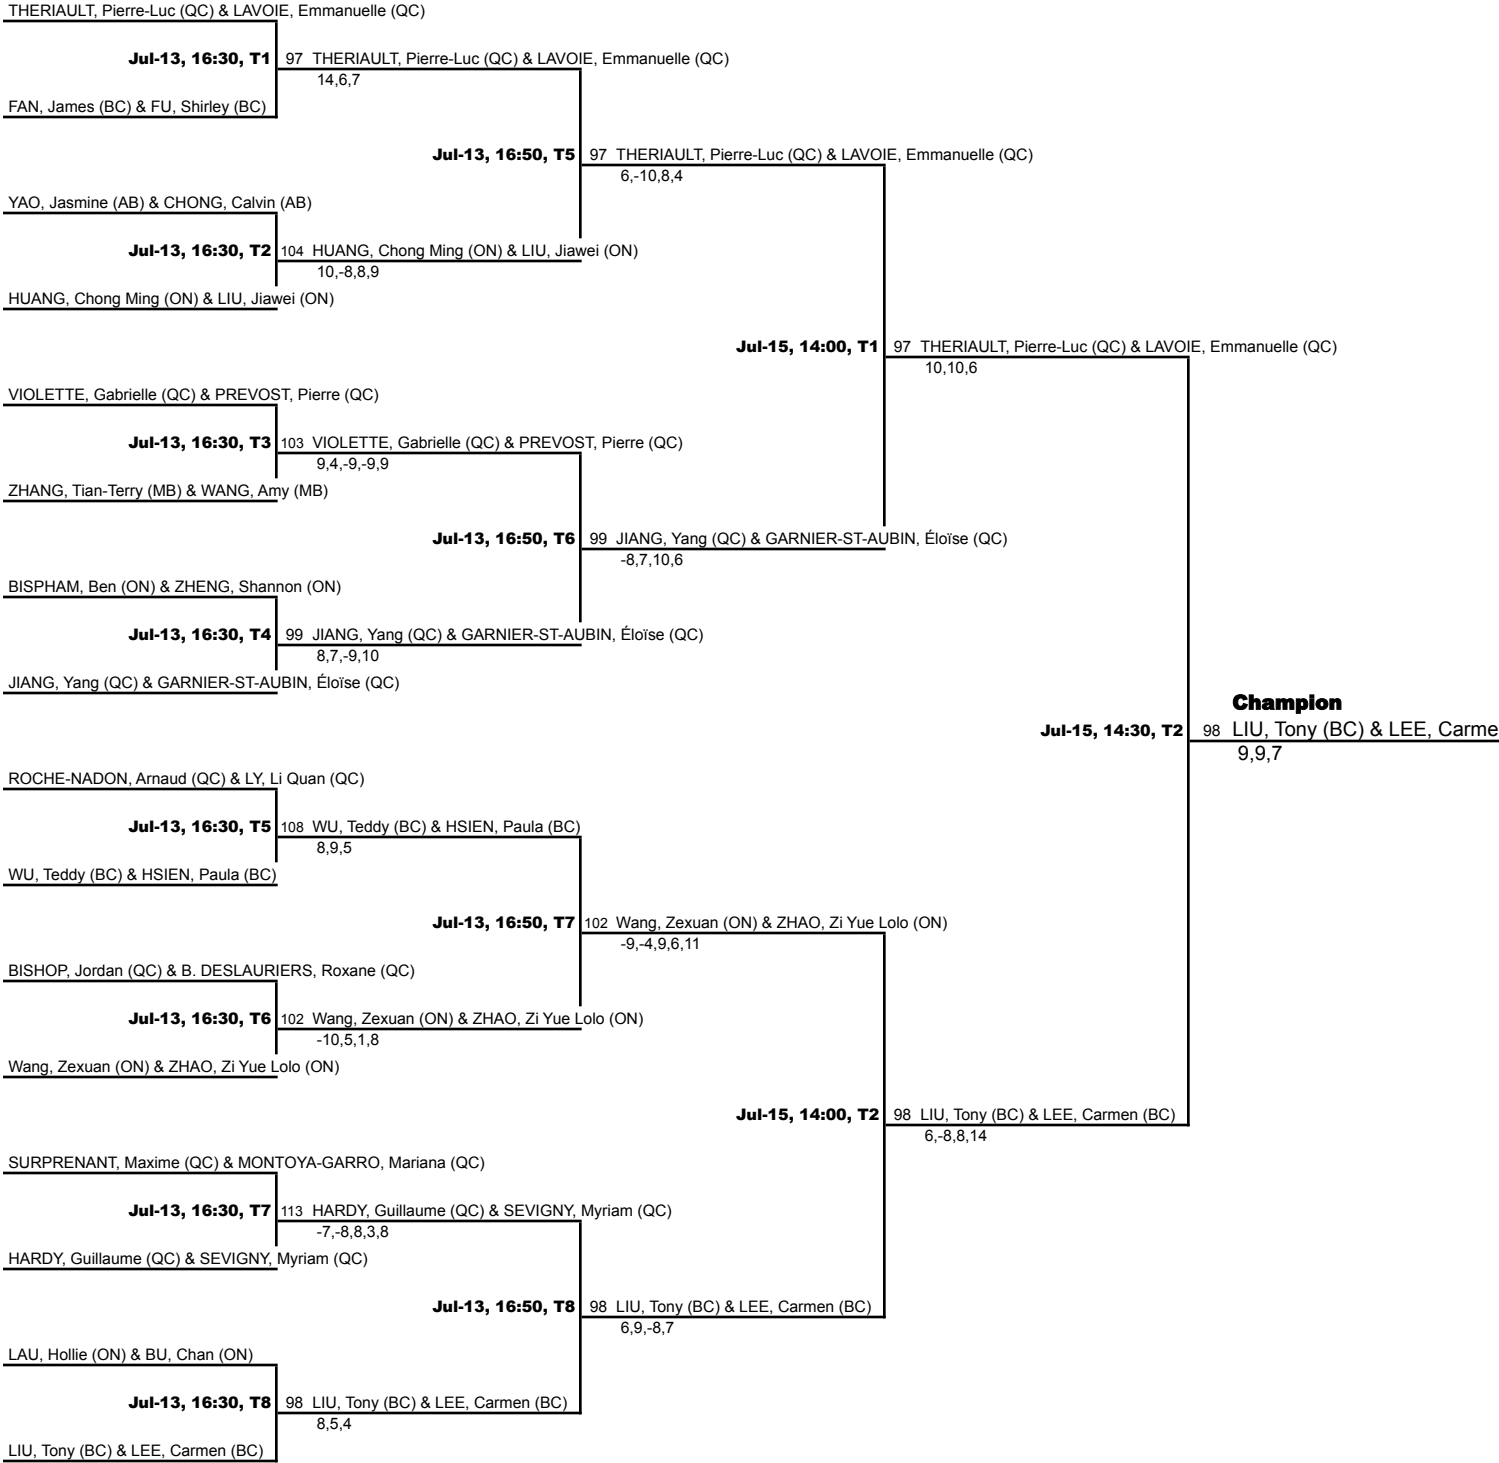 THERIAULT, Pierre-Luc (QC) & LAVOIE, Emmanuelle (QC)
Jul-13, 16:30, T1 97 THERIAULT, Pierre-Luc (QC) & LAVOIE, Emmanuelle (QC)
14,6,7
FAN, James (BC) & FU, Shirley (BC)
Jul-13, 16:50, T5 97 THERIAULT, Pierre-Luc (QC) & LAVOIE, Emmanuelle (QC)
6,-10,8,4
YAO, Jasmine (AB) & CHONG, Calvin (AB)
Jul-13, 16:30, T2 104 HUANG, Chong Ming (ON) & LIU, Jiawei (ON)
10,-8,8,9
HUANG, Chong Ming (ON) & LIU, Jiawei (ON)
Jul-15, 14:00, T1 97 THERIAULT, Pierre-Luc (QC) & LAVOIE, Emmanuelle (QC)
10,10,6
VIOLETTE, Gabrielle (QC) & PREVOST, Pierre (QC)
Jul-13, 16:30, T3 103 VIOLETTE, Gabrielle (QC) & PREVOST, Pierre (QC)
9,4,-9,-9,9
ZHANG, Tian-Terry (MB) & WANG, Amy (MB)
Jul-13, 16:50, T6 99 JIANG, Yang (QC) & GARNIER-ST-AUBIN, Éloïse (QC)
-8,7,10,6
BISPHAM, Ben (ON) & ZHENG, Shannon (ON)
Jul-13, 16:30, T4 99 JIANG, Yang (QC) & GARNIER-ST-AUBIN, Éloïse (QC)
8,7,-9,10
JIANG, Yang (QC) & GARNIER-ST-AUBIN, Éloïse (QC)
Champion
Jul-15, 14:30, T2 98 LIU, Tony (BC) & LEE, Carme
9,9,7
ROCHE-NADON, Arnaud (QC) & LY, Li Quan (QC)
Jul-13, 16:30, T5 108 WU, Teddy (BC) & HSIEN, Paula (BC)
8,9,5
WU, Teddy (BC) & HSIEN, Paula (BC)
Jul-13, 16:50, T7 102 Wang, Zexuan (ON) & ZHAO, Zi Yue Lolo (ON)
-9,-4,9,6,11
BISHOP, Jordan (QC) & B. DESLAURIERS, Roxane (QC)
Jul-13, 16:30, T6 102 Wang, Zexuan (ON) & ZHAO, Zi Yue Lolo (ON)
-10,5,1,8
Wang, Zexuan (ON) & ZHAO, Zi Yue Lolo (ON)
Jul-15, 14:00, T2 98 LIU, Tony (BC) & LEE, Carmen (BC)
6,-8,8,14
SURPRENANT, Maxime (QC) & MONTOYA-GARRO, Mariana (QC)
Jul-13, 16:30, T7 113 HARDY, Guillaume (QC) & SEVIGNY, Myriam (QC)
-7,-8,8,3,8
HARDY, Guillaume (QC) & SEVIGNY, Myriam (QC)
Jul-13, 16:50, T8 98 LIU, Tony (BC) & LEE, Carmen (BC)
6,9,-8,7
LAU, Hollie (ON) & BU, Chan (ON)
Jul-13, 16:30, T8 98 LIU, Tony (BC) & LEE, Carmen (BC)
8,5,4
LIU, Tony (BC) & LEE, Carmen (BC)